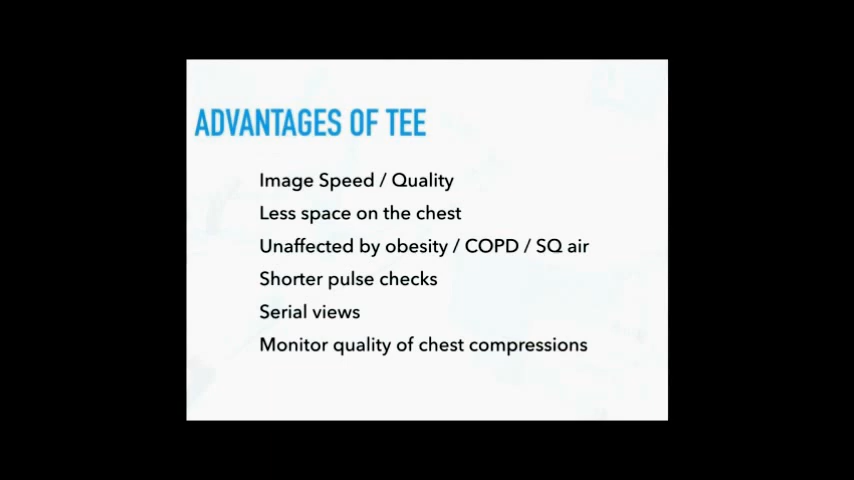 ADVANTAGES OF TEE
Image Speed / Quality
Less space on the chest
Unaffected by obesity / COPD / SQ air
Shorter pulse checks
Serial views
Monitor quality of chest compressions